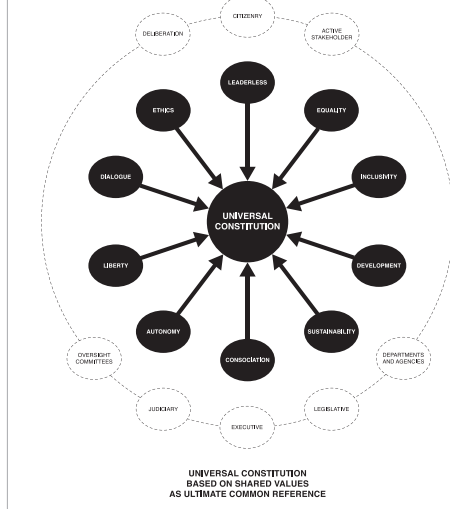 CITIZENRY
DELIBERATION
ACTIVE
STAKEHOLDER
LEADERLESS
ETHICS
EQUALITY
DIALOGUE
INCLUSIVITY
UNIVERSAL
CONSTITUTION
LIBERTY
DEVELOPMENT
AUTONOMY
SUSTAINABILITY
CONSOCIATION
OVERSIGHT
COMMITTEES
DEPARTMENTS
AND AGENCIES
JUDICIARY
LEGISLATIVE
EXECUTIVE
UNIVERSAL CONSTITUTION
BASED ON SHARED VALUES
AS ULTIMATE COMMON REFERENCE